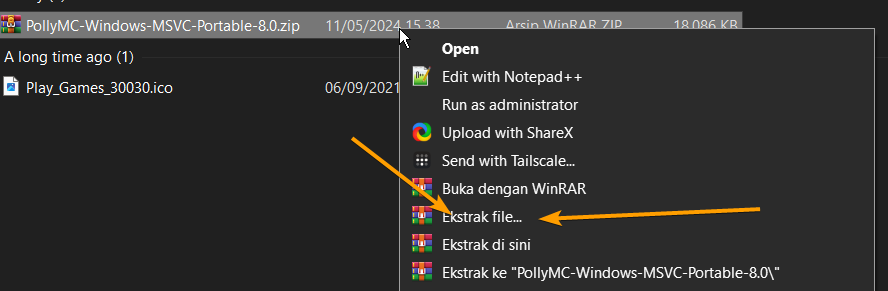 PollyMC-Windows-MSVC-Portable-8.0.zip 11/05/2024 15.38 Arsip WinRAR ZIP 18.086 KB
Open
A long time ago (1)
Edit with Notepad++
Play_Games_30030.ico 06/09/2021
Run as administrator
Upload with ShareX
Send with Tailscale...
Buka dengan WinRAR
Ekstrak file...
Ekstrak di sini
Ekstrak ke "PollyMC-Windows-MSVC-Portable-8.0\"